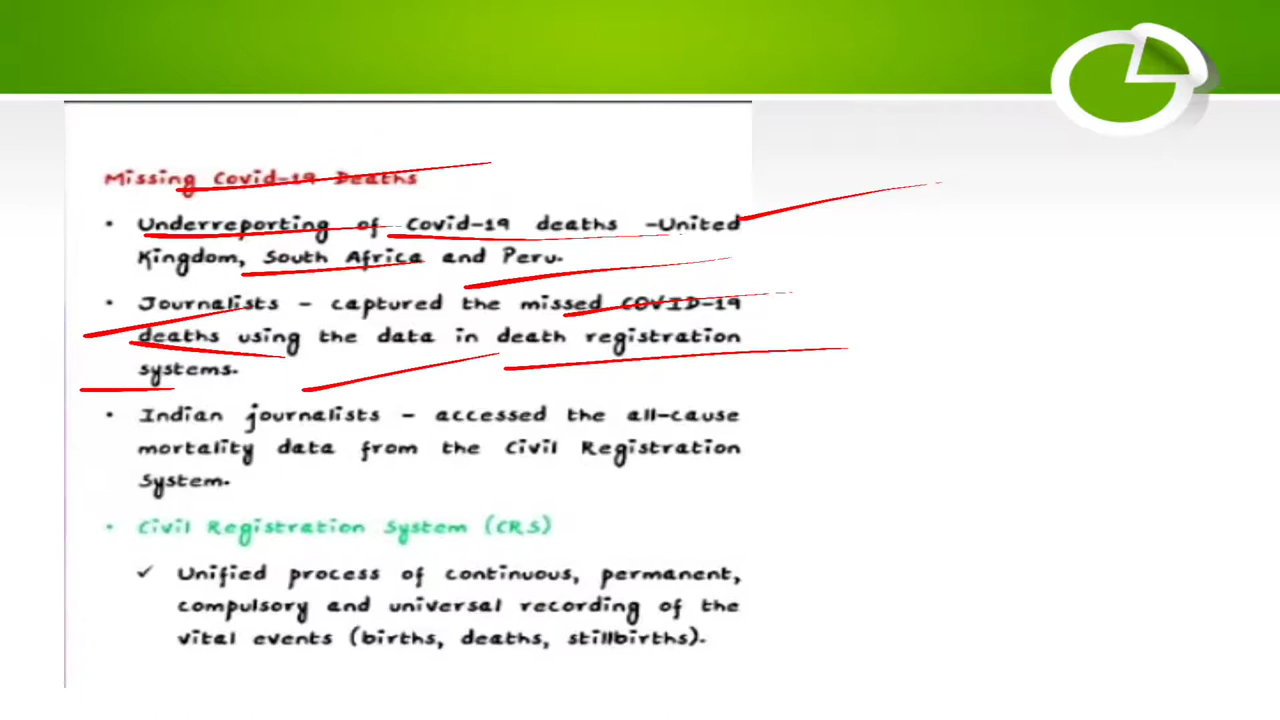 Missing Covid-19 Deaths
• Underreporting of Covid-19 deaths -United
Kingdom, South Africa and Peru.
• Journalists - captured the missed COVID-19
deaths using the data in death registration
systems.
• Indian journalists - accessed the all-cause
mortality data from the Civil Registration
System.
• Civil Registration System (CRS)
✓ Unified process of continuous, permanent,
compulsory and universal recording of the
vital events (births, deaths, stillbirths).